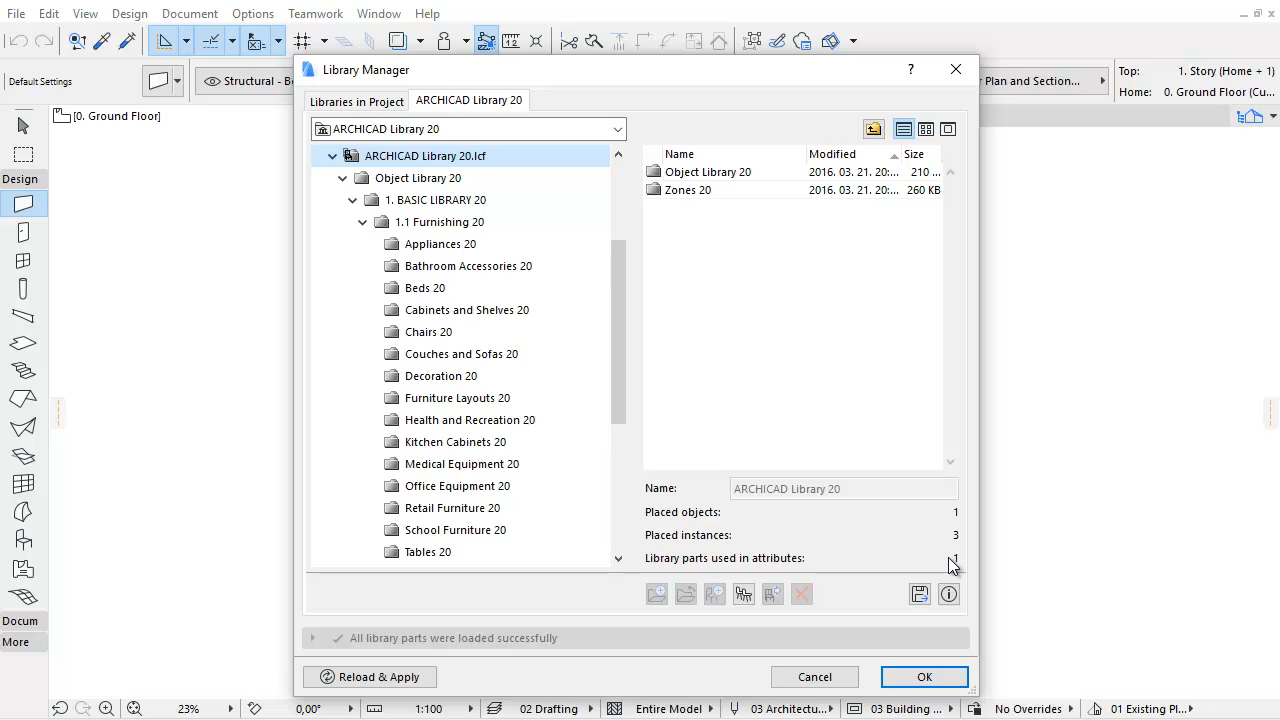 File Edit View Design Document Options Teamwork Window Help
Default Settings
Structural - B
Plan and Section...
Top: 1. Story (Home + 1)
Home: 0. Ground Floor (Cu...
[0. Ground Floor]
Design
Docum
More
Library Manager
?
Libraries in Project
ARCHICAD Library 20
ARCHICAD Library 20
ARCHICAD Library 20.lcf
Object Library 20
1. BASIC LIBRARY 20
1.1 Furnishing 20
Appliances 20
Bathroom Accessories 20
Beds 20
Cabinets and Shelves 20
Chairs 20
Couches and Sofas 20
Decoration 20
Furniture Layouts 20
Health and Recreation 20
Kitchen Cabinets 20
Medical Equipment 20
Office Equipment 20
Retail Furniture 20
School Furniture 20
Tables 20
Name Modified Size
Object Library 20 2016. 03. 21. 20:... 210 ...
Zones 20 2016. 03. 21. 20:... 260 KB
Name: ARCHICAD Library 20
Placed objects: 1
Placed instances: 3
Library parts used in attributes: 1
All library parts were loaded successfully
Reload & Apply
Cancel
OK
23% 0,00° 1:100 02 Drafting Entire Model 03 Architectu... 03 Building ... No Overrides 01 Existing Pl...